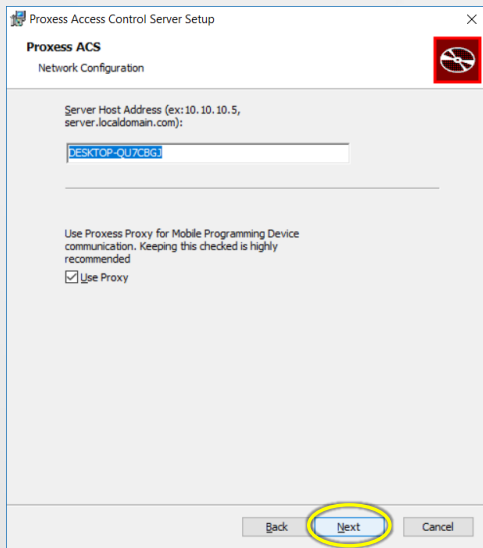 Proxess Access Control Server Setup
Proxess ACS
Network Configuration
Server Host Address (ex:10.10.10.5,
server.localdomain.com):
DESKTOP-QU7CBGJ
Use Proxess Proxy for Mobile Programming Device
communication. Keeping this checked is highly
recommended
Use Proxy
Back Next Cancel